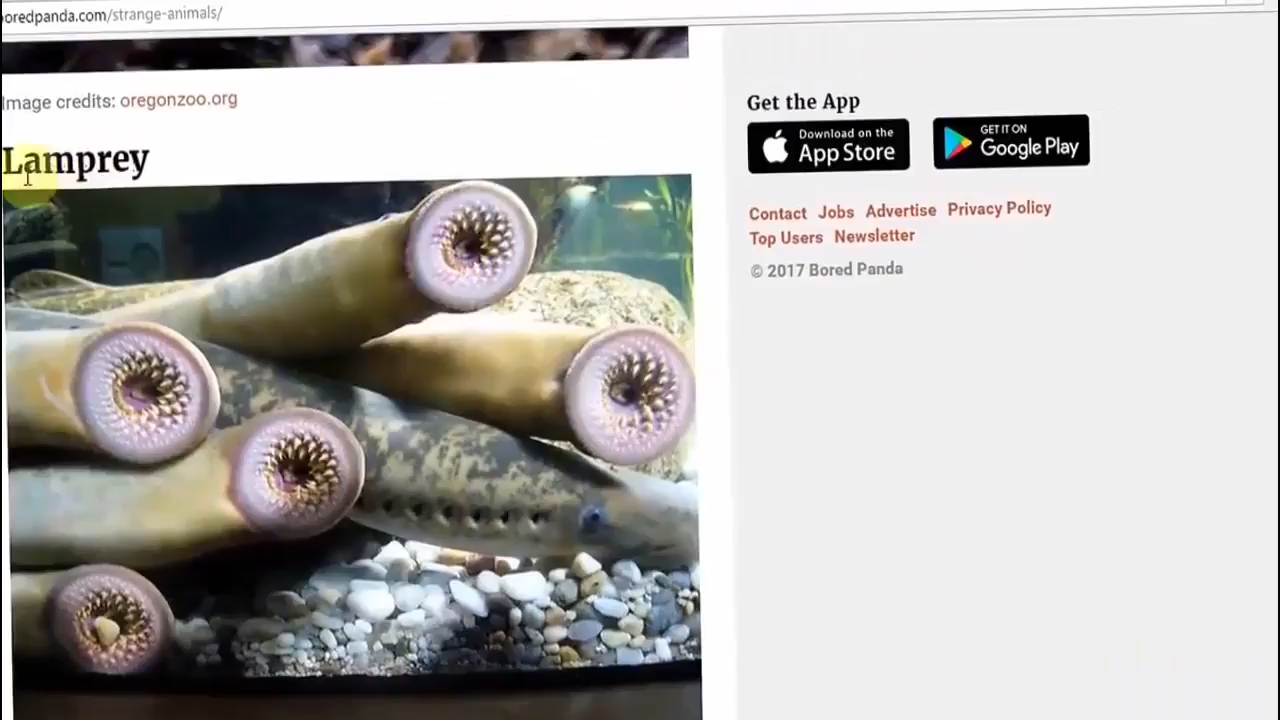 boredpanda.com/strange-animals/
Image credits: oregonzoo.org
Lamprey
Get the App
Download on the
App Store
GET IT ON
Google Play
Contact Jobs Advertise Privacy Policy
Top Users Newsletter
© 2017 Bored Panda